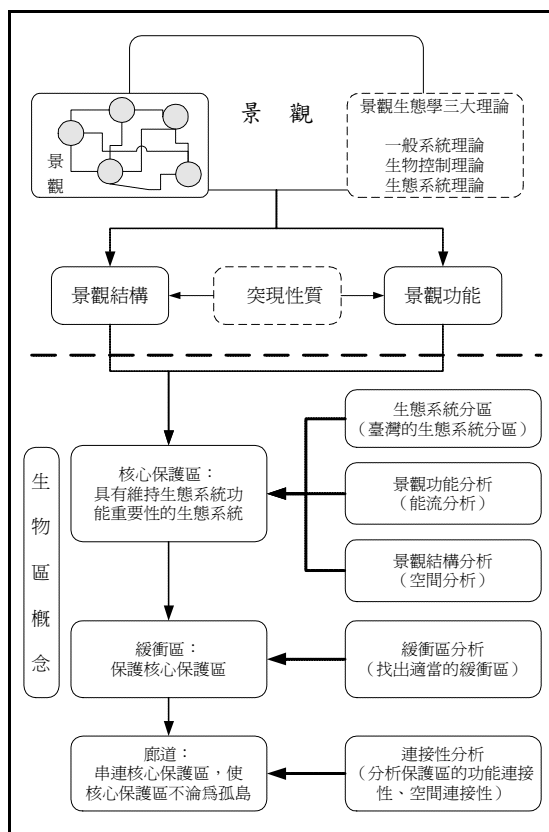 景觀
景觀
景觀生態學三大理論
一般系統理論
生物控制理論
生態系統理論
景觀結構
突現性質
景觀功能
生物區概念
核心保護區：
具有維持生態系統功
能重要性的生態系統
生態系統分區
（臺灣的生態系統分區）
景觀功能分析
（能流分析）
景觀結構分析
（空間分析）
緩衝區：
保護核心保護區
緩衝區分析
（找出適當的緩衝區）
廊道：
串連核心保護區，使
核心保護區不淪為孤島
連接性分析
（分析保護區的功能連接
性、空間連接性）